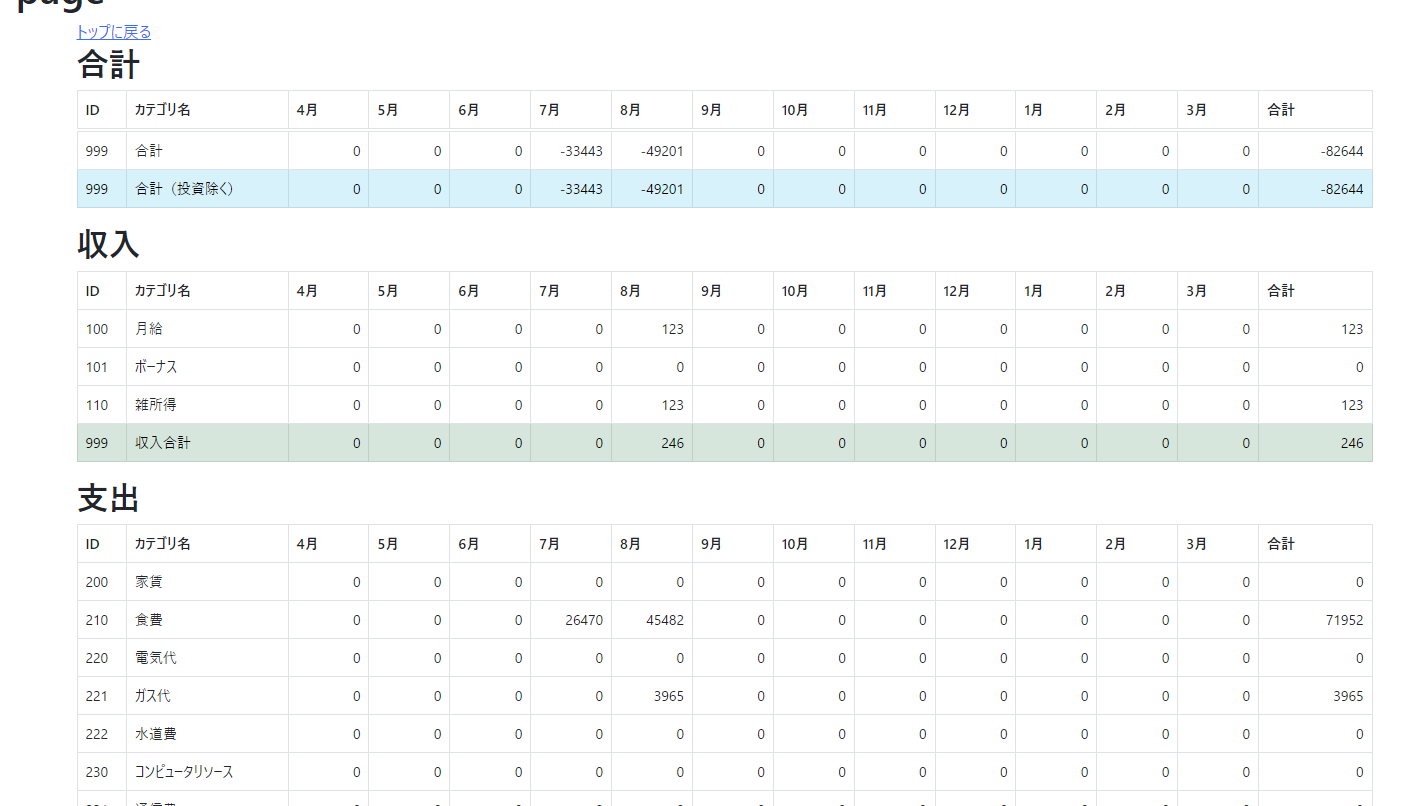 page
トップに戻る
合計
ID カテゴリ名 4月 5月 6月 7月 8月 9月 10月 11月 12月 1月 2月 3月 合計
999 合計 0 0 0 -33443 -49201 0 0 0 0 0 0 0 -82644
999 合計（投資除く） 0 0 0 -33443 -49201 0 0 0 0 0 0 0 -82644
収入
ID カテゴリ名 4月 5月 6月 7月 8月 9月 10月 11月 12月 1月 2月 3月 合計
100 月給 0 0 0 0 123 0 0 0 0 0 0 0 123
101 ボーナス 0 0 0 0 0 0 0 0 0 0 0 0 0
110 雑所得 0 0 0 0 123 0 0 0 0 0 0 0 123
999 収入合計 0 0 0 0 246 0 0 0 0 0 0 0 246
支出
ID カテゴリ名 4月 5月 6月 7月 8月 9月 10月 11月 12月 1月 2月 3月 合計
200 家賃 0 0 0 0 0 0 0 0 0 0 0 0 0
210 食費 0 0 0 26470 45482 0 0 0 0 0 0 0 71952
220 電気代 0 0 0 0 0 0 0 0 0 0 0 0 0
221 ガス代 0 0 0 0 3965 0 0 0 0 0 0 0 3965
222 水道費 0 0 0 0 0 0 0 0 0 0 0 0 0
230 コンピュータリソース 0 0 0 0 0 0 0 0 0 0 0 0 0